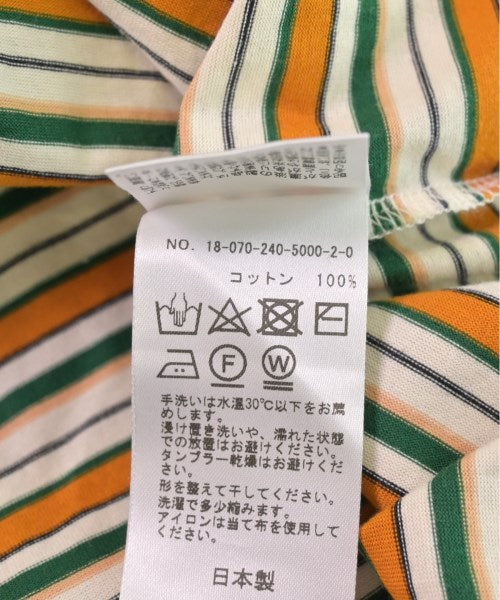 NO. 18-070-240-5000-2-0
コットン 100%
F W
手洗いは水温30℃以下をお薦
めします。
浸け置き洗いや、濡れた状態
での放置はお避けください。
タンブラー乾燥はお避けくだ
さい。
形を整えて干してください。
洗濯で多少縮みます。
アイロンは当て布を使用して
ください。
日本製